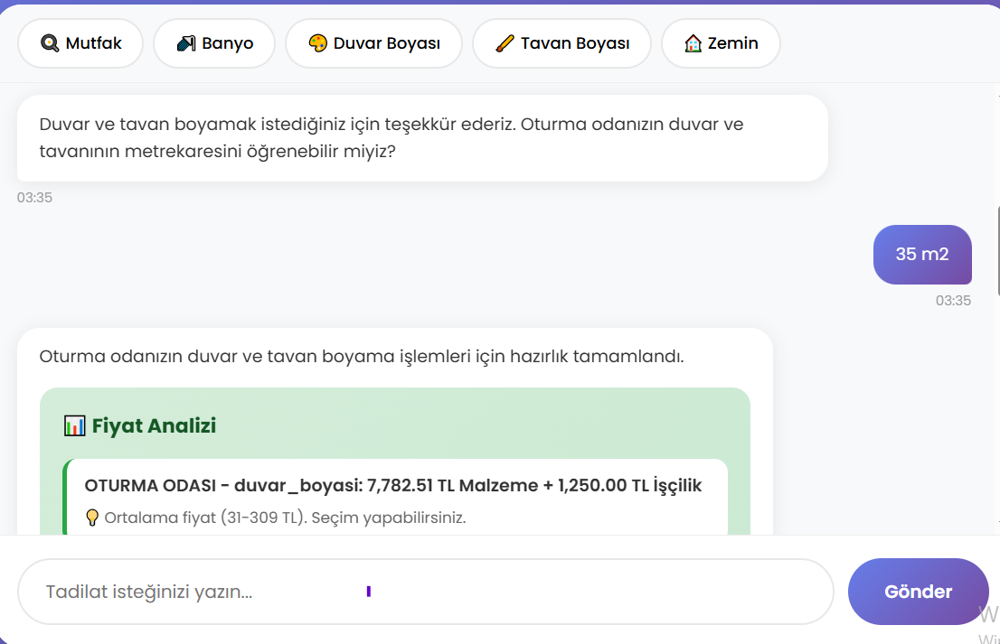 Mutfak
Banyo
Duvar Boyası
Tavan Boyası
Zemin
Duvar ve tavan boyamak istediğiniz için teşekkür ederiz. Oturma odanızın duvar ve
tavanının metrekaresini öğrenebilir miyiz?
03:35
35 m2
03:35
Oturma odanızın duvar ve tavan boyama işlemleri için hazırlık tamamlandı.
Fiyat Analizi
OTURMA ODASI - duvar_boyasi: 7,782.51 TL Malzeme + 1,250.00 TL İşçilik
Ortalama fiyat (31-309 TL). Seçim yapabilirsiniz.
Tadilat isteğinizi yazın...
Gönder